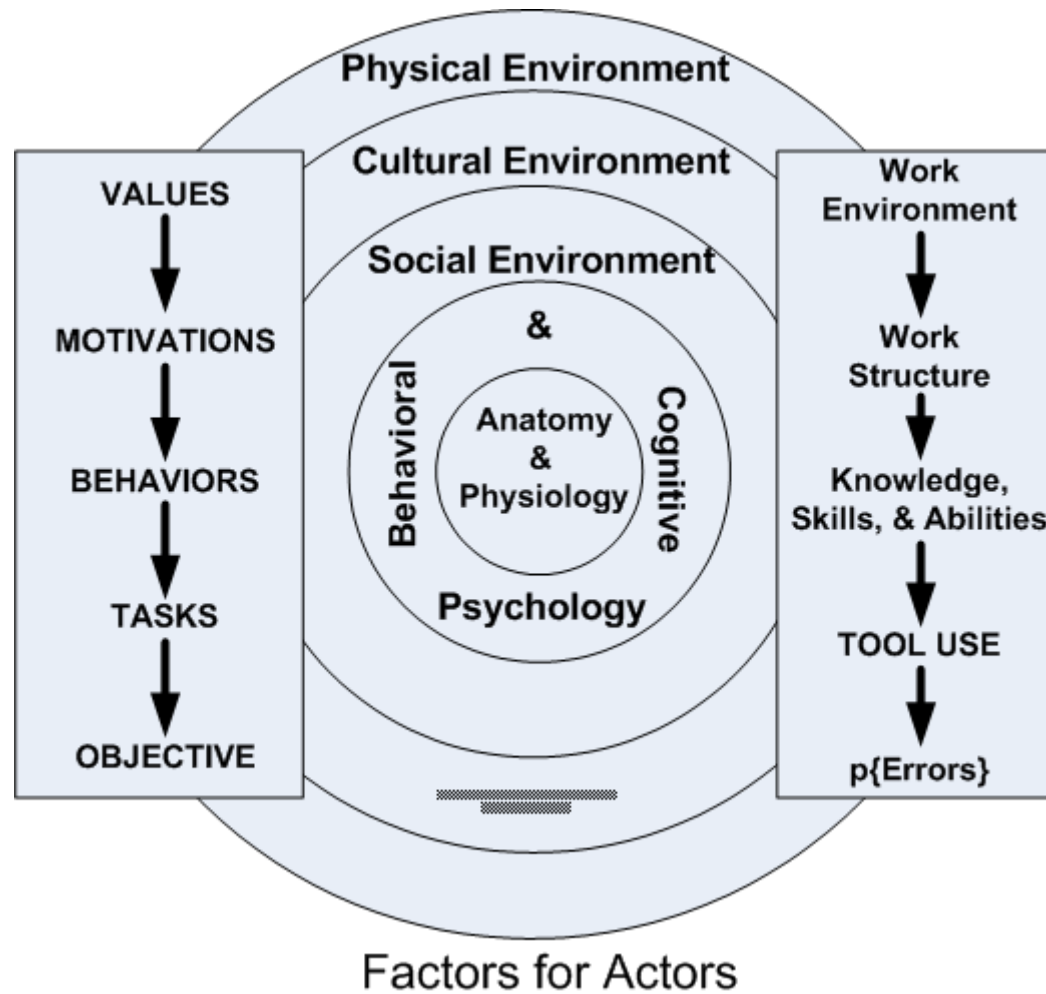 Physical Environment
Cultural Environment
Social Environment
&
Behavioral
Cognitive
Psychology
Anatomy
&
Physiology
VALUES
MOTIVATIONS
BEHAVIORS
TASKS
OBJECTIVE
Work
Environment
Work
Structure
Knowledge,
Skills, & Abilities
TOOL USE
p{Errors}
Factors for Actors